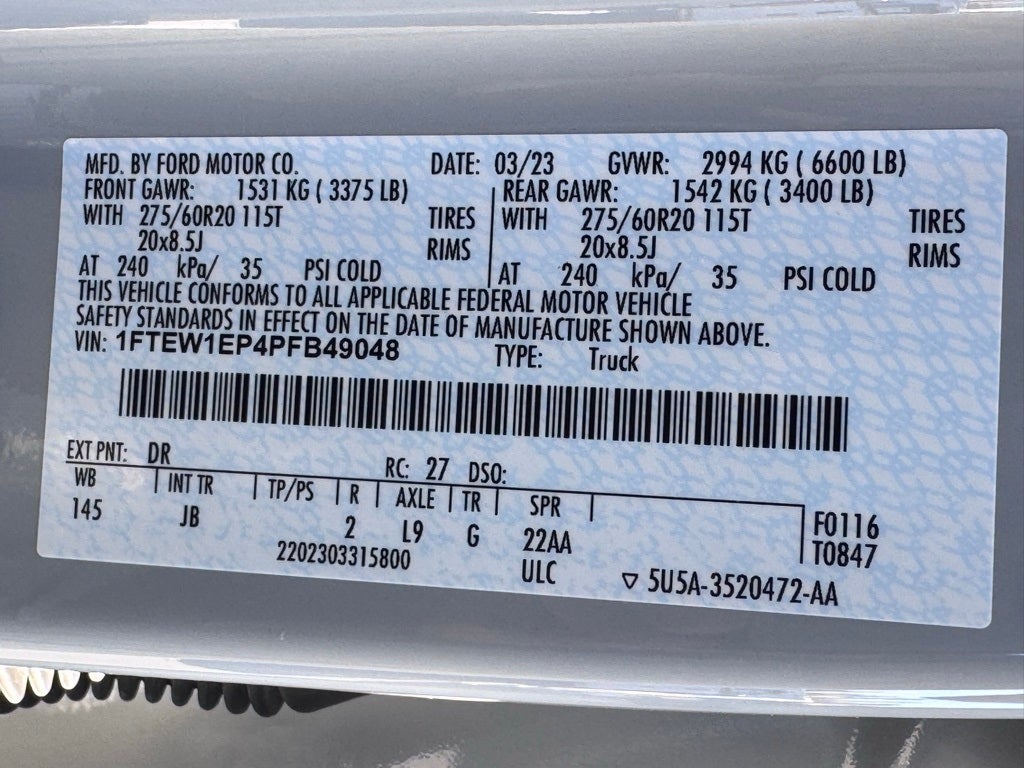 MFD. BY FORD MOTOR CO. DATE: 03/23 GVWR: 2994 KG ( 6600 LB)
FRONT GAWR: 1531 KG ( 3375 LB) REAR GAWR: 1542 KG ( 3400 LB)
WITH 275/60R20 115T TIRES WITH 275/60R20 115T TIRES
20x8.5J RIMS 20x8.5J RIMS
AT 240 kPa/ 35 PSI COLD AT 240 kPa/ 35 PSI COLD
THIS VEHICLE CONFORMS TO ALL APPLICABLE FEDERAL MOTOR VEHICLE
SAFETY STANDARDS IN EFFECT ON THE DATE OF MANUFACTURE SHOWN ABOVE.
VIN: 1FTEW1EP4PFB49048 TYPE: Truck
EXT PNT: DR RC: 27 DSO:
WB INT TR TP/PS R AXLE TR SPR
145 JB 2 L9 G 22AA F0116
2202303315800 T0847
ULC ▽ 5U5A-3520472-AA